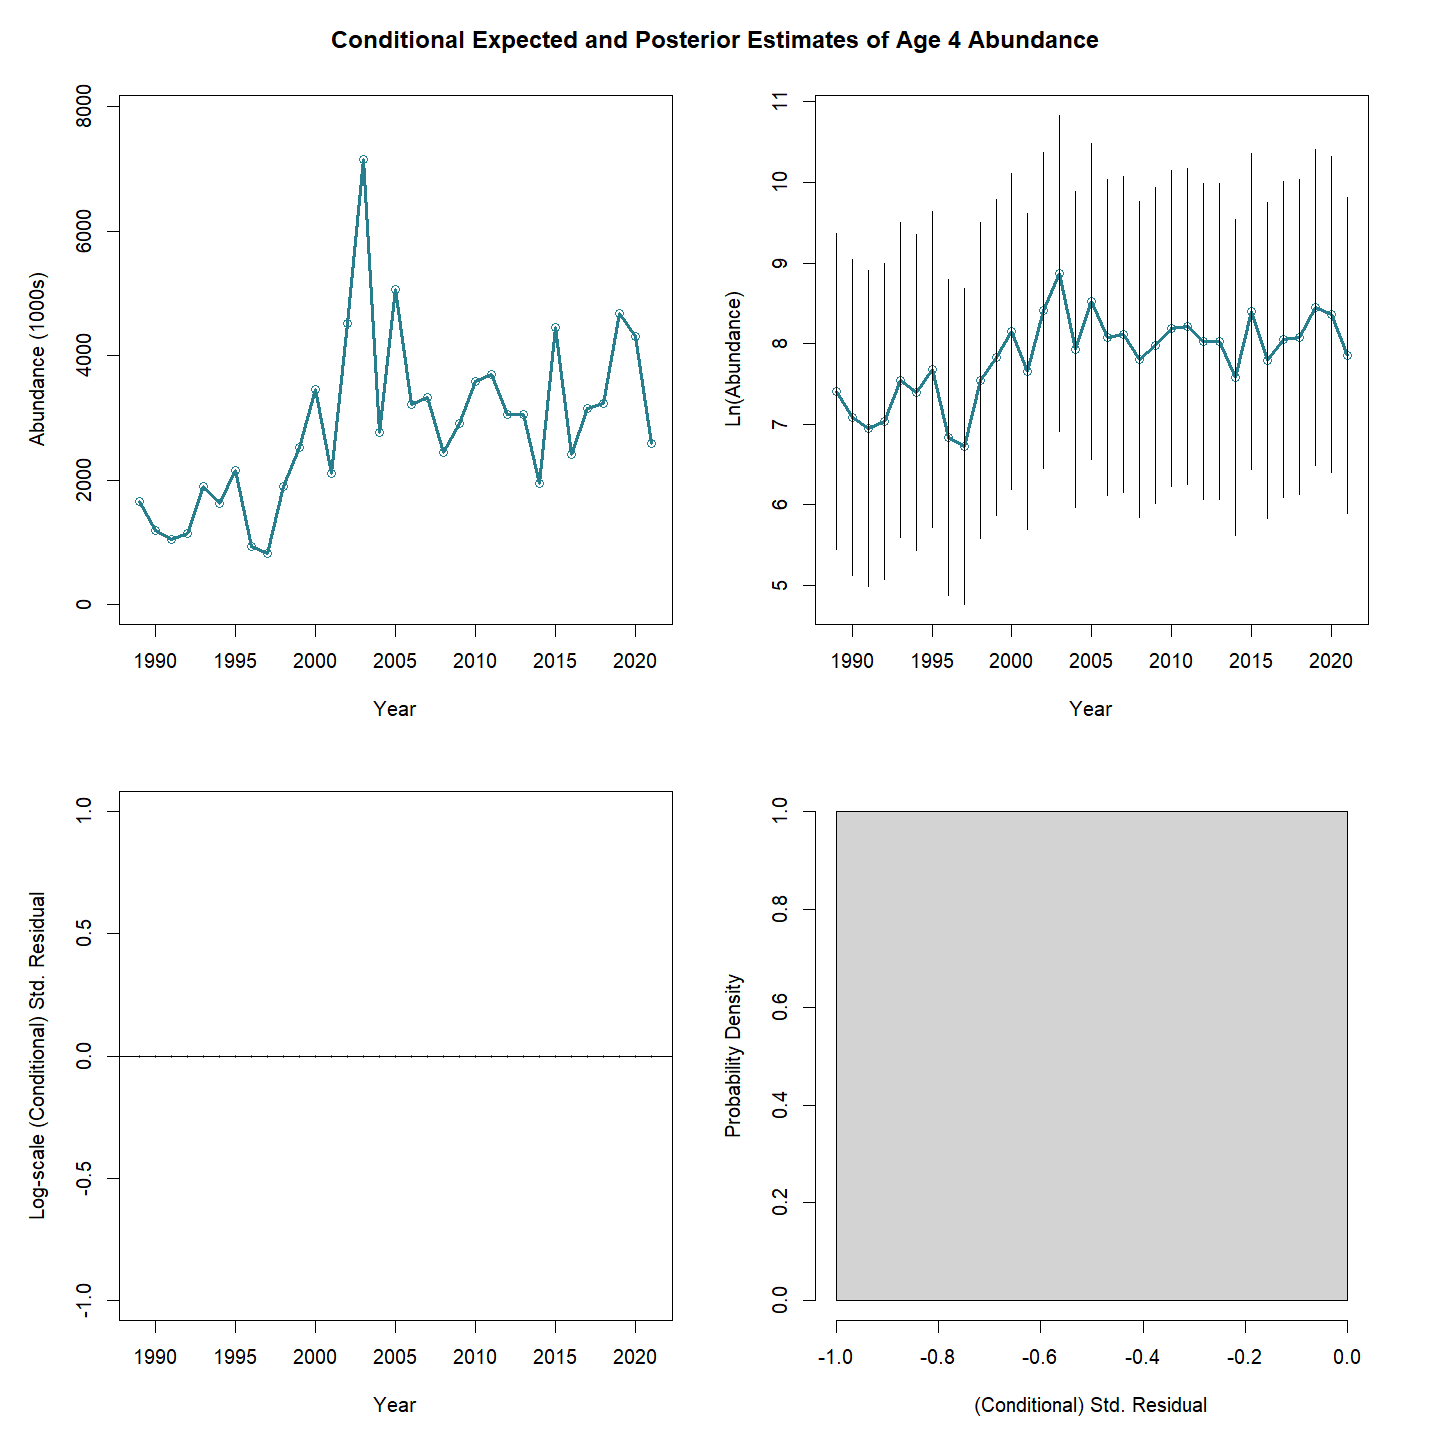 Conditional Expected and Posterior Estimates of Age 4 Abundance
Abundance (1000s)
8000
6000
4000
2000
0
1990 1995 2000 2005 2010 2015 2020
Year
Ln(Abundance)
11
10
9
8
7
6
5
1990 1995 2000 2005 2010 2015 2020
Year
Log-scale (Conditional) Std. Residual
1.0
0.5
0.0
-0.5
-1.0
1990 1995 2000 2005 2010 2015 2020
Year
Probability Density
1.0
0.8
0.6
0.4
0.2
0.0
-1.0 -0.8 -0.6 -0.4 -0.2 0.0
(Conditional) Std. Residual